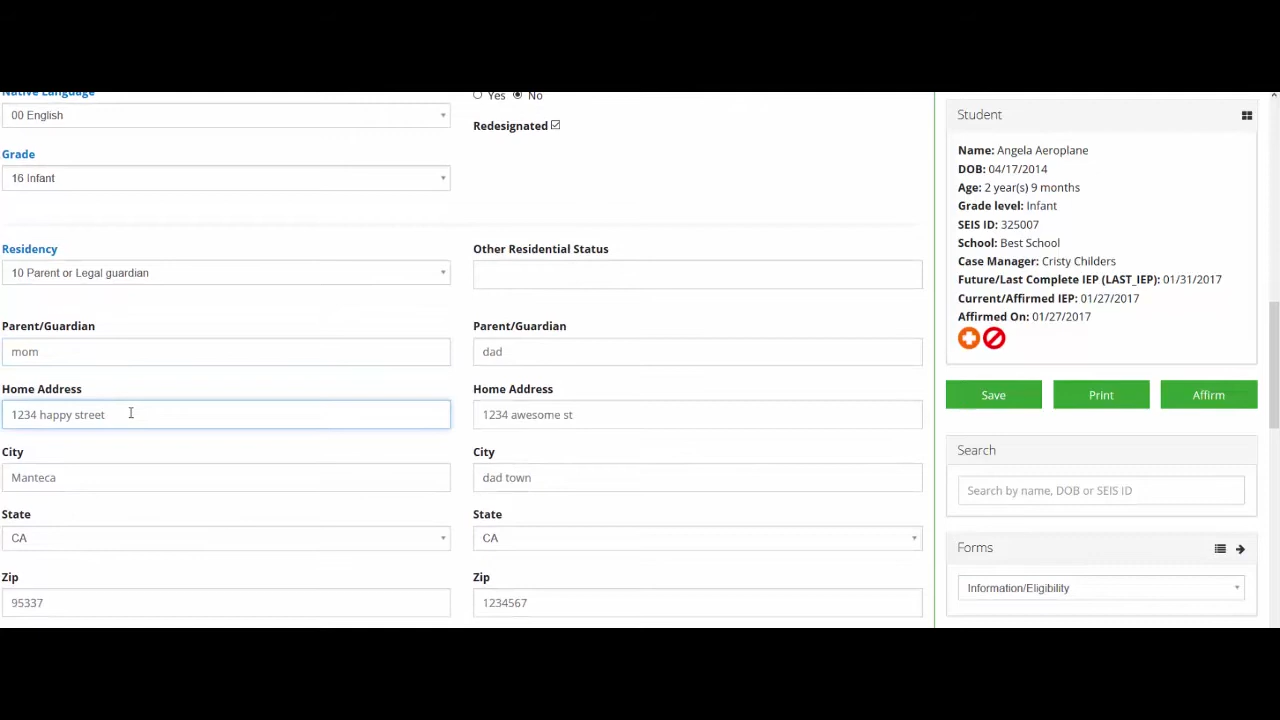 Native Language
Yes No
00 English
Redesignated
Grade
16 Infant
Residency
Other Residential Status
10 Parent or Legal guardian
Parent/Guardian
Parent/Guardian
mom
dad
Home Address
Home Address
1234 happy street
1234 awesome st
City
City
Manteca
dad town
State
State
CA
CA
Zip
Zip
95337
1234567
Student
Name: Angela Aeroplane
DOB: 04/17/2014
Age: 2 year(s) 9 months
Grade level: Infant
SEIS ID: 325007
School: Best School
Case Manager: Cristy Childers
Future/Last Complete IEP (LAST_IEP): 01/31/2017
Current/Affirmed IEP: 01/27/2017
Affirmed On: 01/27/2017
Save
Print
Affirm
Search
Search by name, DOB or SEIS ID
Forms
Information/Eligibility